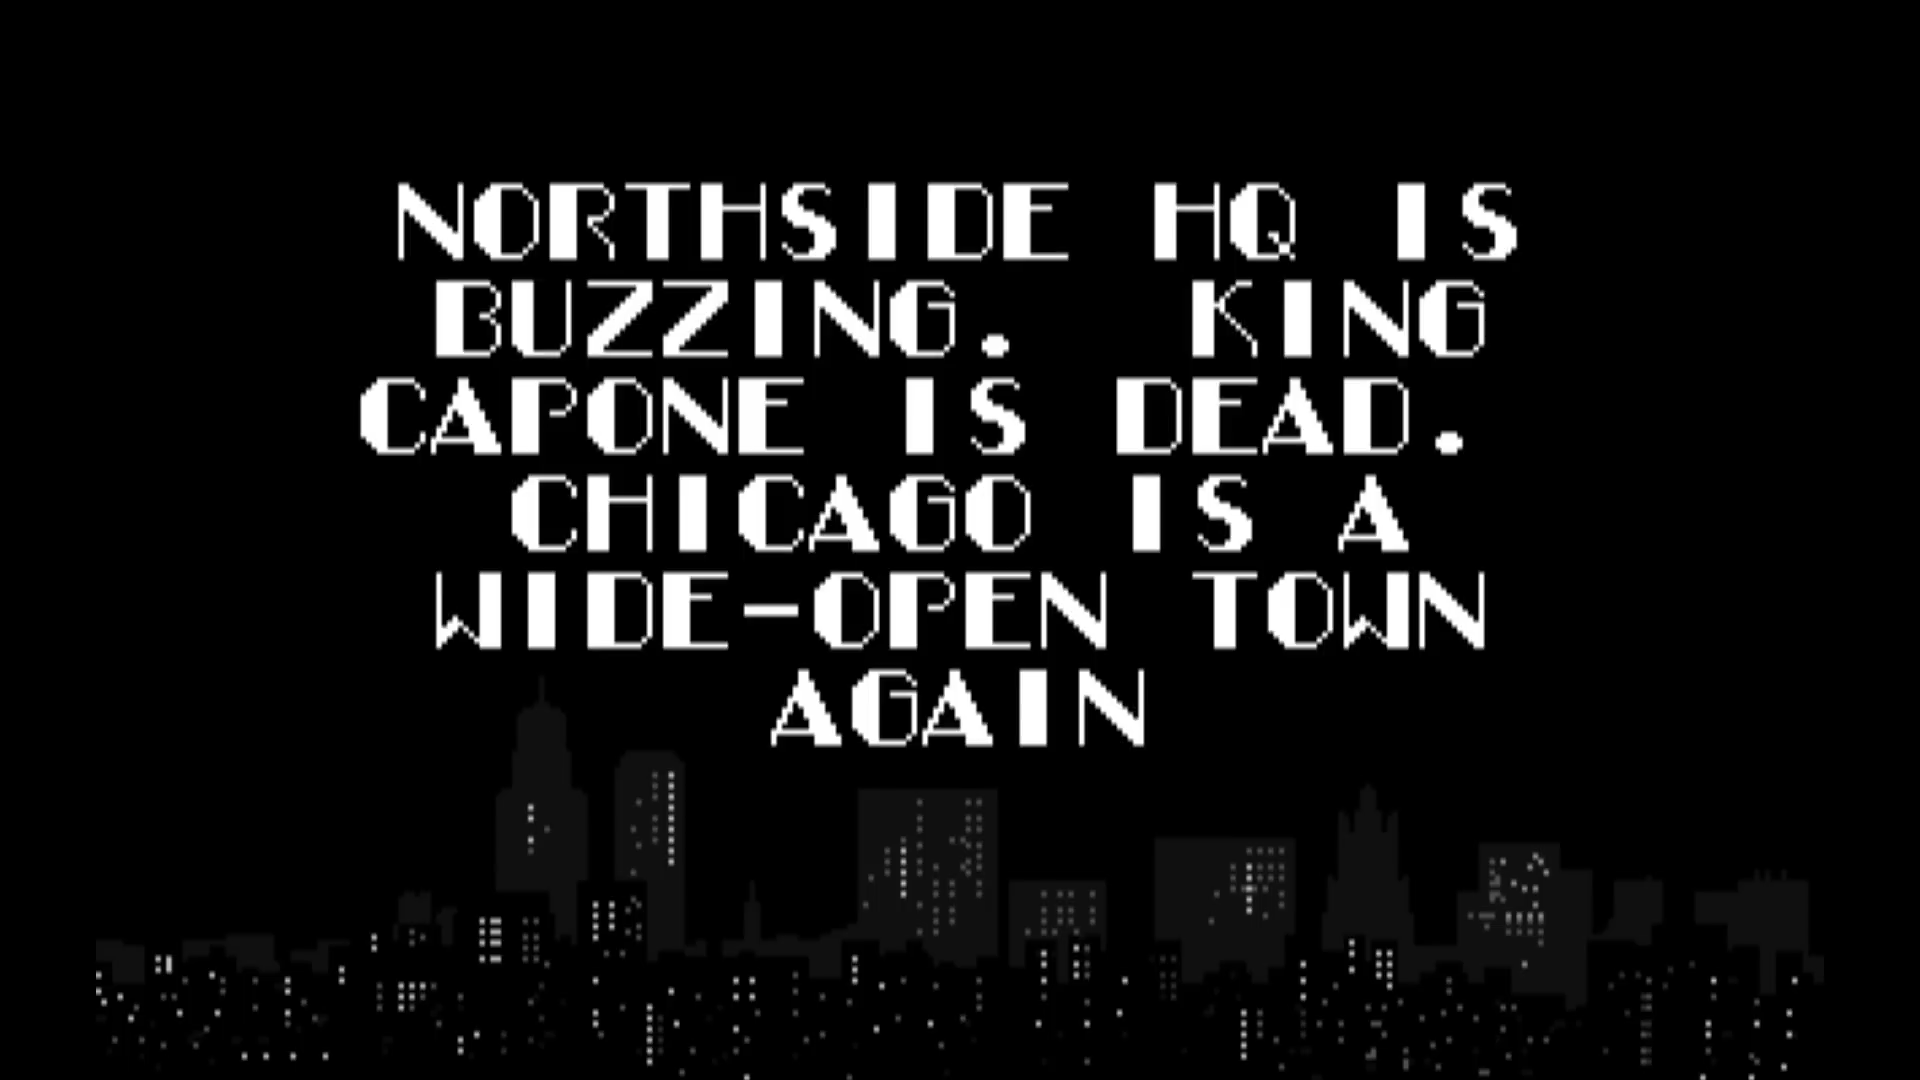 NORTHSIDE HQ IS
BUZZING. KING
CAPONE IS DEAD.
CHICAGO IS A
WIDE-OPEN TOWN
AGAIN